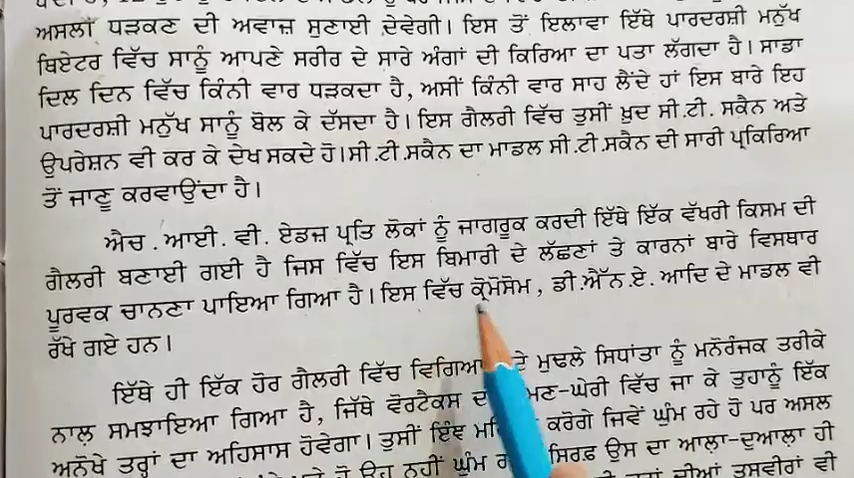 ਅਸਲੀ ਧੜਕਣ ਦੀ ਅਵਾਜ਼ ਸੁਣਾਈ ਦੇਵੇਗੀ। ਇਸ ਤੋਂ ਇਲਾਵਾ ਇੱਥੇ ਪਾਰਦਰਸ਼ੀ ਮਨੁੱਖ
ਥਿਏਟਰ ਵਿੱਚ ਸਾਨੂੰ ਆਪਣੇ ਸਰੀਰ ਦੇ ਸਾਰੇ ਅੰਗਾਂ ਦੀ ਕਿਰਿਆ ਦਾ ਪਤਾ ਲੱਗਦਾ ਹੈ। ਸਾਡਾ
ਦਿਲ ਦਿਨ ਵਿੱਚ ਕਿੰਨੀ ਵਾਰ ਧੜਕਦਾ ਹੈ, ਅਸੀਂ ਕਿੰਨੀ ਵਾਰ ਸਾਹ ਲੈਂਦੇ ਹਾਂ ਇਸ ਬਾਰੇ ਇਹ
ਪਾਰਦਰਸ਼ੀ ਮਨੁੱਖ ਸਾਨੂੰ ਬੋਲ ਕੇ ਦੱਸਦਾ ਹੈ। ਇਸ ਗੈਲਰੀ ਵਿੱਚ ਤੁਸੀਂ ਖ਼ੁਦ ਸੀ.ਟੀ. ਸਕੈਨ ਅਤੇ
ਉਪਰੇਸ਼ਨ ਵੀ ਕਰ ਕੇ ਦੇਖ ਸਕਦੇ ਹੋ।ਸੀ.ਟੀ.ਸਕੈਨ ਦਾ ਮਾਡਲ ਸੀ.ਟੀ.ਸਕੈਨ ਦੀ ਸਾਰੀ ਪ੍ਰਕਿਰਿਆ
ਤੋਂ ਜਾਣੂ ਕਰਵਾਉਂਦਾ ਹੈ।
ਐਚ . ਆਈ. ਵੀ. ਏਡਜ਼ ਪ੍ਰਤਿ ਲੋਕਾਂ ਨੂੰ ਜਾਗਰੂਕ ਕਰਦੀ ਇੱਥੇ ਇੱਕ ਵੱਖਰੀ ਕਿਸਮ ਦੀ
ਗੈਲਰੀ ਬਣਾਈ ਗਈ ਹੈ ਜਿਸ ਵਿੱਚ ਇਸ ਬਿਮਾਰੀ ਦੇ ਲੱਛਣਾਂ ਤੇ ਕਾਰਨਾਂ ਬਾਰੇ ਵਿਸਥਾਰ
ਪੂਰਵਕ ਚਾਨਣਾ ਪਾਇਆ ਗਿਆ ਹੈ। ਇਸ ਵਿੱਚ ਕ੍ਰੋਮੋਸੋਮ, ਡੀ.ਐੱਨ.ਏ. ਆਦਿ ਦੇ ਮਾਡਲ ਵੀ
ਰੱਖੇ ਗਏ ਹਨ।
ਇੱਥੇ ਹੀ ਇੱਕ ਹੋਰ ਗੈਲਰੀ ਵਿੱਚ ਮੁਢਲੇ ਸਿਧਾਂਤਾ ਨੂੰ ਮਨੋਰੰਜਕ ਤਰੀਕੇ
ਨਾਲ਼ ਸਮਝਾਇਆ ਗਿਆ ਹੈ, ਜਿੱਥੇ ਵੋਰਟੈਕਸ ਵਿੱਚ ਜਾ ਕੇ ਤੁਹਾਨੂੰ ਇੱਕ
ਅਨੋਖੇ ਤਰ੍ਹਾਂ ਦਾ ਅਹਿਸਾਸ ਹੋਵੇਗਾ। ਤੁਸੀਂ ਇੰਞ ਕਰੋਗੇ ਜਿਵੇਂ ਘੁੰਮ ਰਹੇ ਹੋ ਪਰ ਅਸਲ
ਹੋ ਉਹ ਨਹੀਂ ਘੁੰਮ ਸਿਰਫ਼ ਉਸ ਦਾ ਆਲ਼ਾ-ਦੁਆਲ਼ਾ ਹੀ
ਦੀਆਂ ਤਸਵੀਰਾਂ ਵੀ